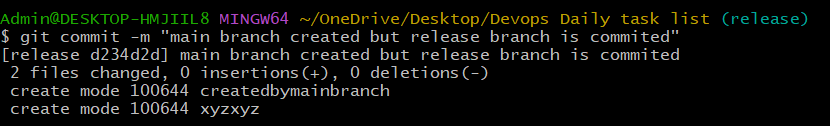 Admin@DESKTOP-HMJIIL8 MINGW64 ~/OneDrive/Desktop/Devops Daily task list (release)
$ git commit -m "main branch created but release branch is commited"
[release d234d2d] main branch created but release branch is commited
 2 files changed, 0 insertions(+), 0 deletions(-)
 create mode 100644 createdbymainbranch
 create mode 100644 xyzxyz